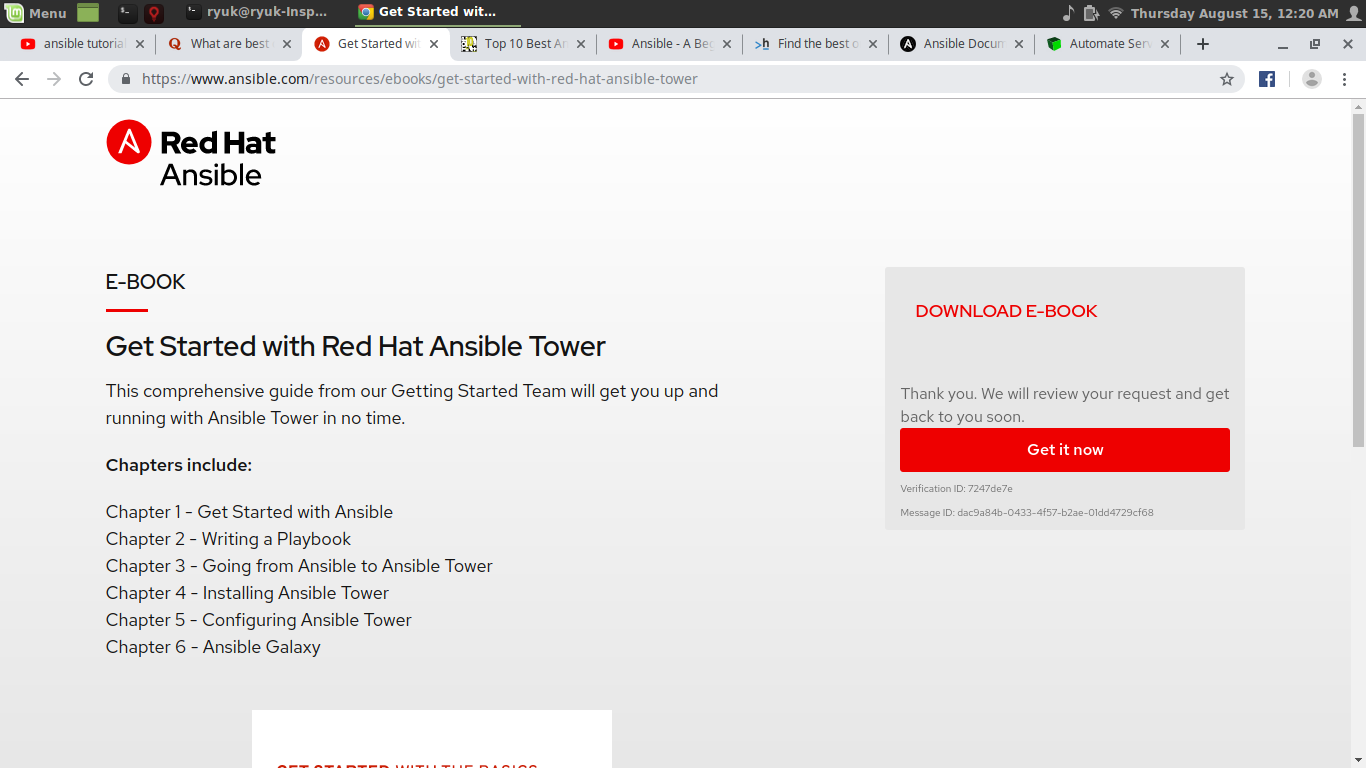 Menu
ryuk@ryuk-Insp...
Get Started wit...
Thursday August 15, 12:20 AM
ansible tutorial
What are best
Get Started wit
Top 10 Best An
Ansible - A Beg
Find the best o
Ansible Docum
Automate Serv
https://www.ansible.com/resources/ebooks/get-started-with-red-hat-ansible-tower
Red Hat
Ansible
E-BOOK
Get Started with Red Hat Ansible Tower
This comprehensive guide from our Getting Started Team will get you up and
running with Ansible Tower in no time.
Chapters include:
Chapter 1 - Get Started with Ansible
Chapter 2 - Writing a Playbook
Chapter 3 - Going from Ansible to Ansible Tower
Chapter 4 - Installing Ansible Tower
Chapter 5 - Configuring Ansible Tower
Chapter 6 - Ansible Galaxy
DOWNLOAD E-BOOK
Thank you. We will review your request and get
back to you soon.
Get it now
Verification ID: 7247de7e
Message ID: dac9a84b-0433-4f57-b2ae-01dd4729cf68
GET STARTED WITH THE BASICS